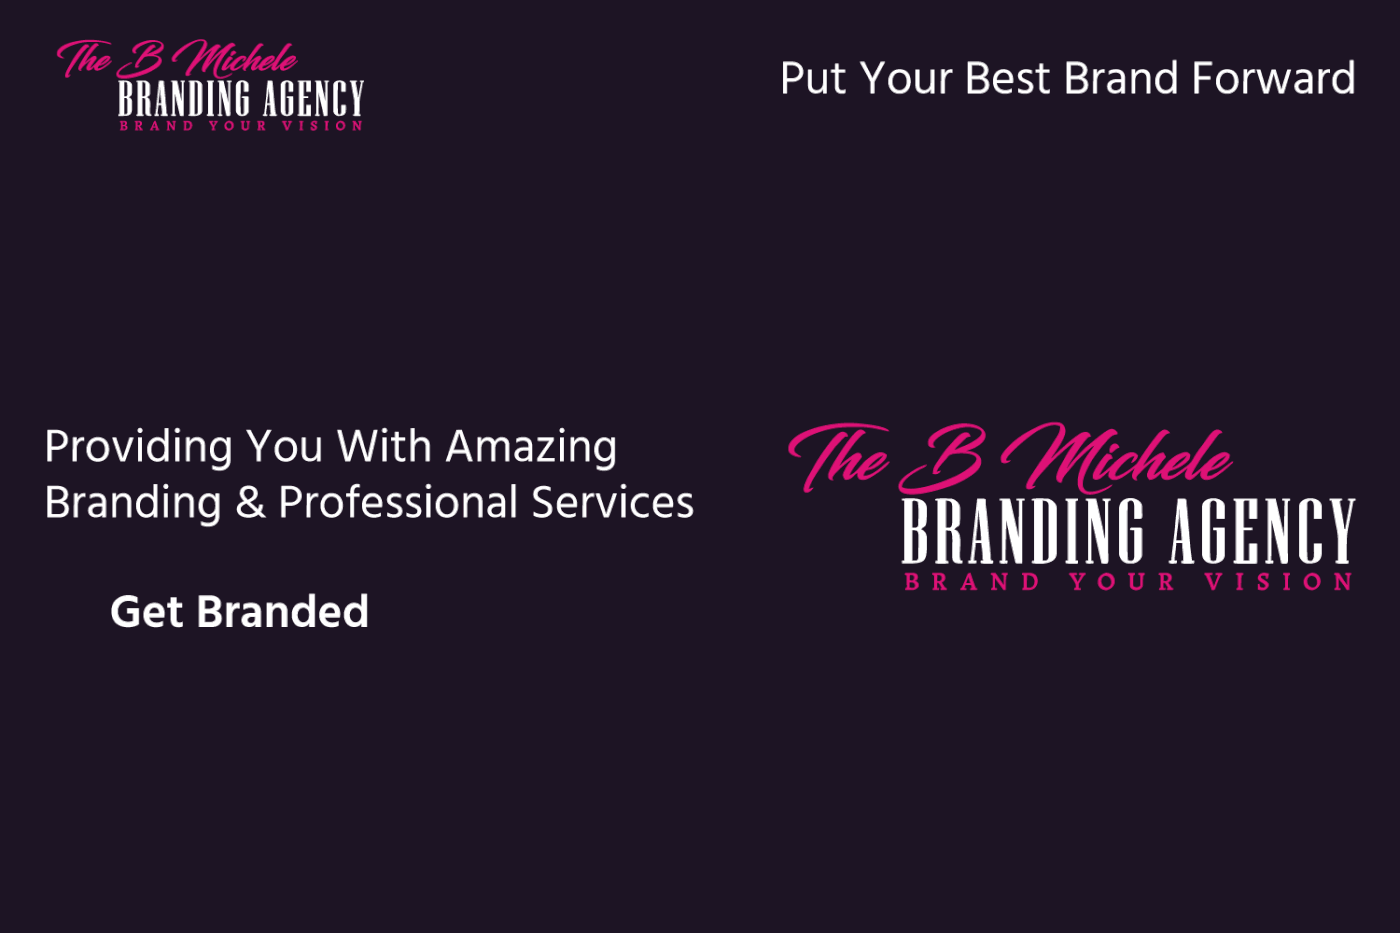 The B Michele
BRANDING AGENCY
BRAND YOUR VISION
Put Your Best Brand Forward
Providing You With Amazing
Branding & Professional Services
Get Branded
The B Michele
BRANDING AGENCY
BRAND YOUR VISION